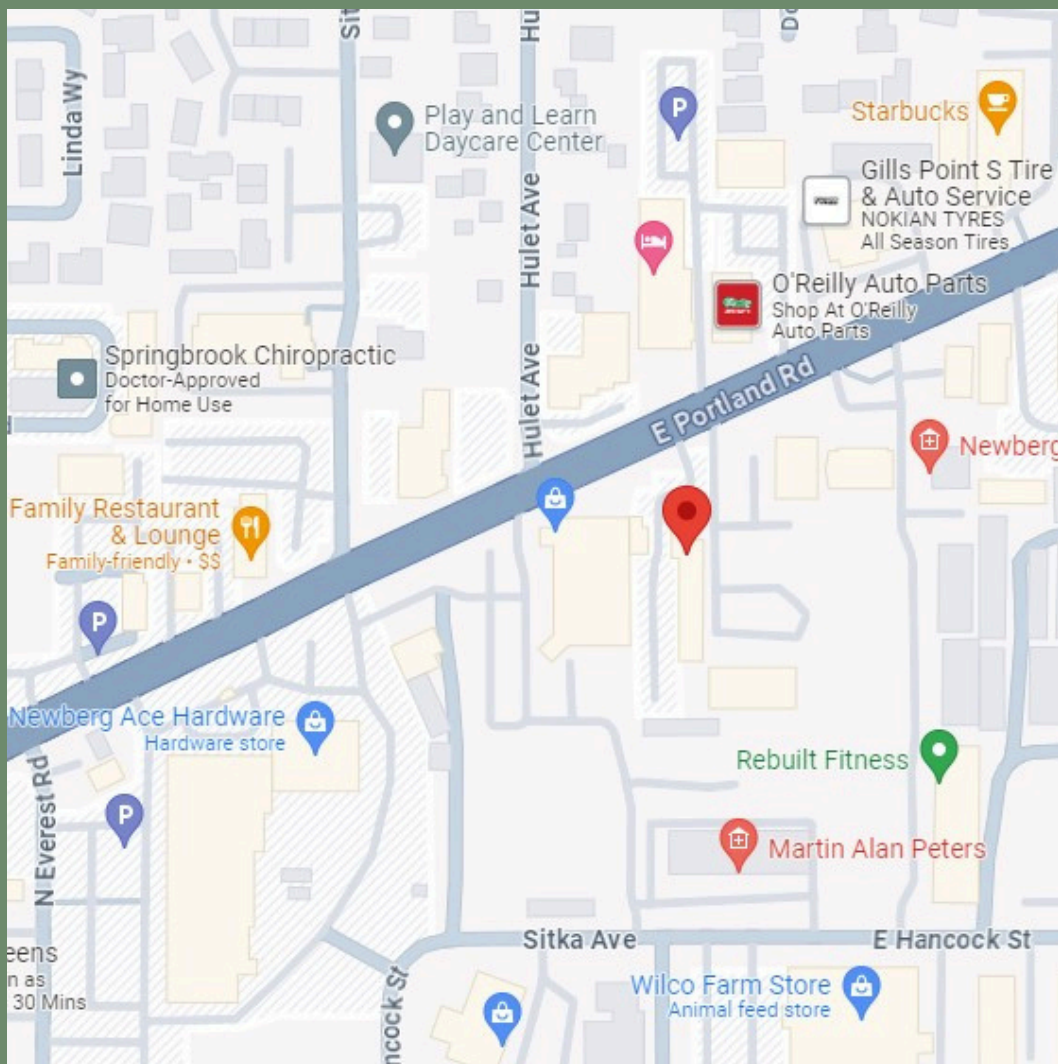 Sit
Hu
Do
Linda Wy
Play and Learn
Daycare Center
P
Starbucks
Gills Point S Tire
& Auto Service
NOKIAN TYRES
All Season Tires
Hulet Ave
Hulet Ave
O'Reilly Auto Parts
Shop At O'Reilly
Auto Parts
Springbrook Chiropractic
Doctor-Approved
for Home Use
E Portland Rd
Newberg
Family Restaurant
& Lounge
Family-friendly • $$
P
Newberg Ace Hardware
Hardware store
Rebuilt Fitness
N Everest Rd
P
Martin Alan Peters
Sitka Ave
E Hancock St
eens
n as
30 Mins
ncock St
Wilco Farm Store
Animal feed store